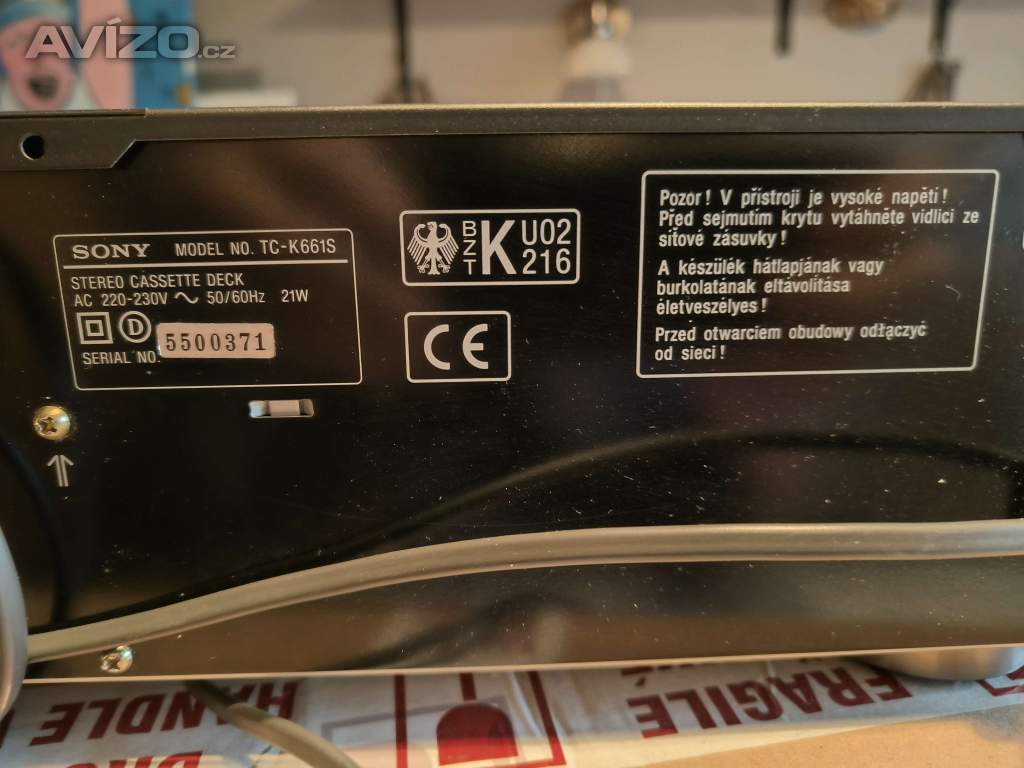 AVÍZO.cz
SONY MODEL NO. TC-K661S
STEREO CASSETTE DECK
AC 220-230V ~ 50/60Hz 21W
D
SERIAL NO. 5500371
BZT K U02 216
CE
Pozor ! V přístroji je vysoké napětí !
Před sejmutím krytu vytáhněte vidlici ze
síťové zásuvky !
A készülék hátlapjának vagy
burkolatának eltávolítása
életveszélyes !
Przed otwarciem obudowy odłączyć
od sieci !
HANDLE
FRAGILE